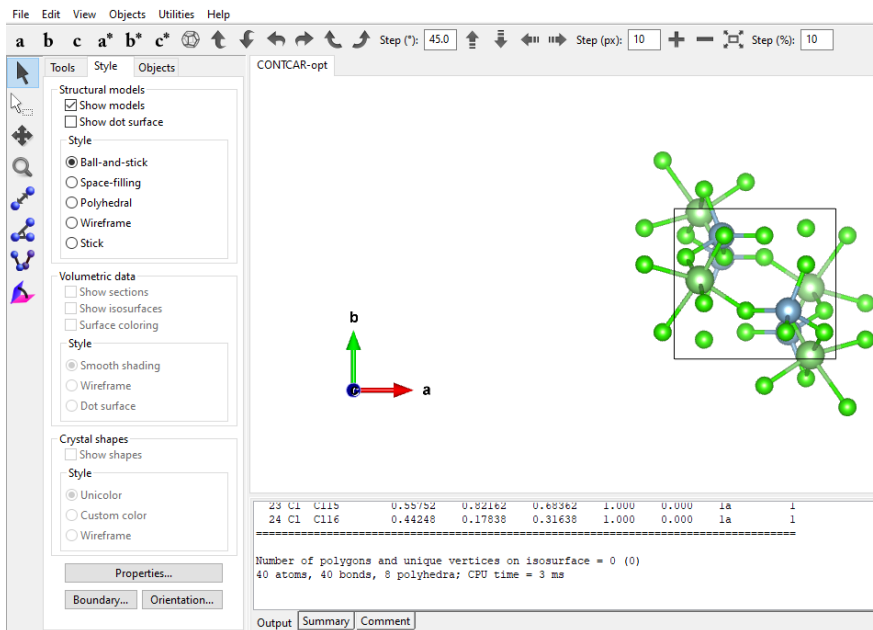 File Edit View Objects Utilities Help
a b c a* b* c* Step (°): 45.0 Step (px): 10 Step (%): 10
Tools Style Objects
CONTCAR-opt
Structural models
Show models
Show dot surface
Style
Ball-and-stick
Space-filling
Polyhedral
Wireframe
Stick
Volumetric data
Show sections
Show isosurfaces
Surface coloring
Style
Smooth shading
Wireframe
Dot surface
Crystal shapes
Show shapes
Style
Unicolor
Custom color
Wireframe
Properties...
Boundary... Orientation...
b
a
23 Cl Cl15 0.55752 0.82162 0.68362 1.000 0.000 1a 1
24 Cl Cl16 0.44248 0.17838 0.31638 1.000 0.000 1a 1
================================================================================
Number of polygons and unique vertices on isosurface = 0 (0)
40 atoms, 40 bonds, 8 polyhedra; CPU time = 3 ms
Output Summary Comment